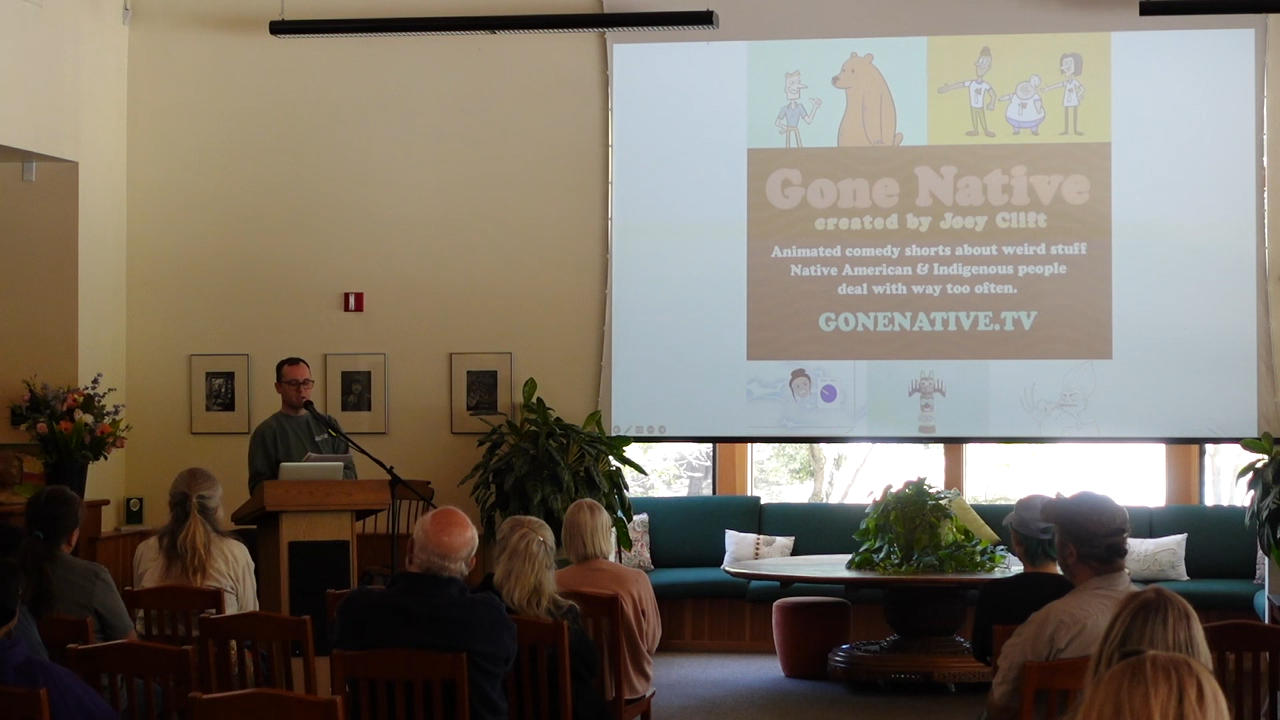 Gone Native
created by Joey Clift
Animated comedy shorts about weird stuff
Native American & Indigenous people
deal with way too often.
GONENATIVE.TV